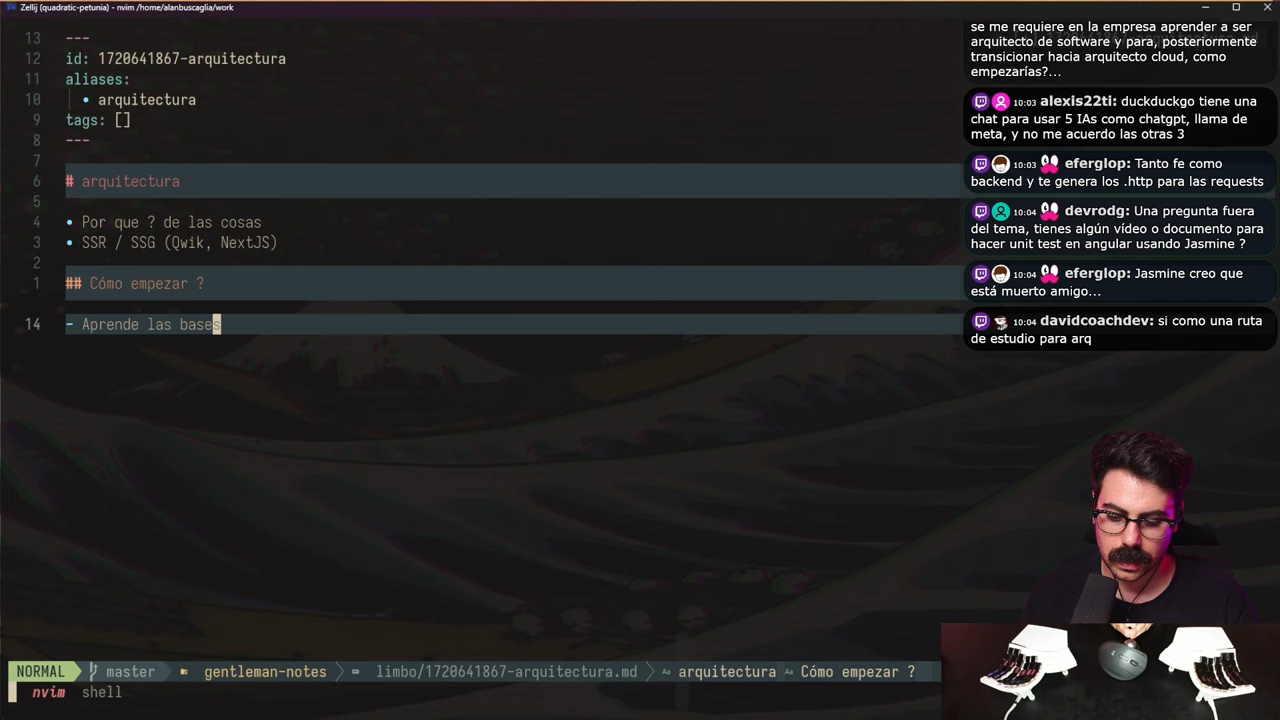 Zellij (quadratic-petunia) - nvim /home/alanbuscaglia/work
13 ---
12 id: 1720641867-arquitectura
11 aliases:
10 • arquitectura
9 tags: []
8 ---
7
6 # arquitectura
5
4 • Por que ? de las cosas
3 • SSR / SSG (Qwik, NextJS)
2
1 ## Cómo empezar ?
14 - Aprende las bases
NORMAL master gentleman-notes limbo/1720641867-arquitectura.md arquitectura Cómo empezar ?
nvim shell
se me requiere en la empresa aprender a ser
arquitecto de software y para, posteriormente
transicionar hacia arquitecto cloud, como
empezarías?...
10:03 alexis22ti: duckduckgo tiene una
chat para usar 5 IAs como chatgpt, llama de
meta, y no me acuerdo las otras 3
10:03 eferglop: Tanto fe como
backend y te genera los .http para las requests
10:04 devrodg: Una pregunta fuera
del tema, tienes algún vídeo o documento para
hacer unit test en angular usando Jasmine ?
10:04 eferglop: Jasmine creo que
está muerto amigo...
10:04 davidcoachdev: si como una ruta
de estudio para arq